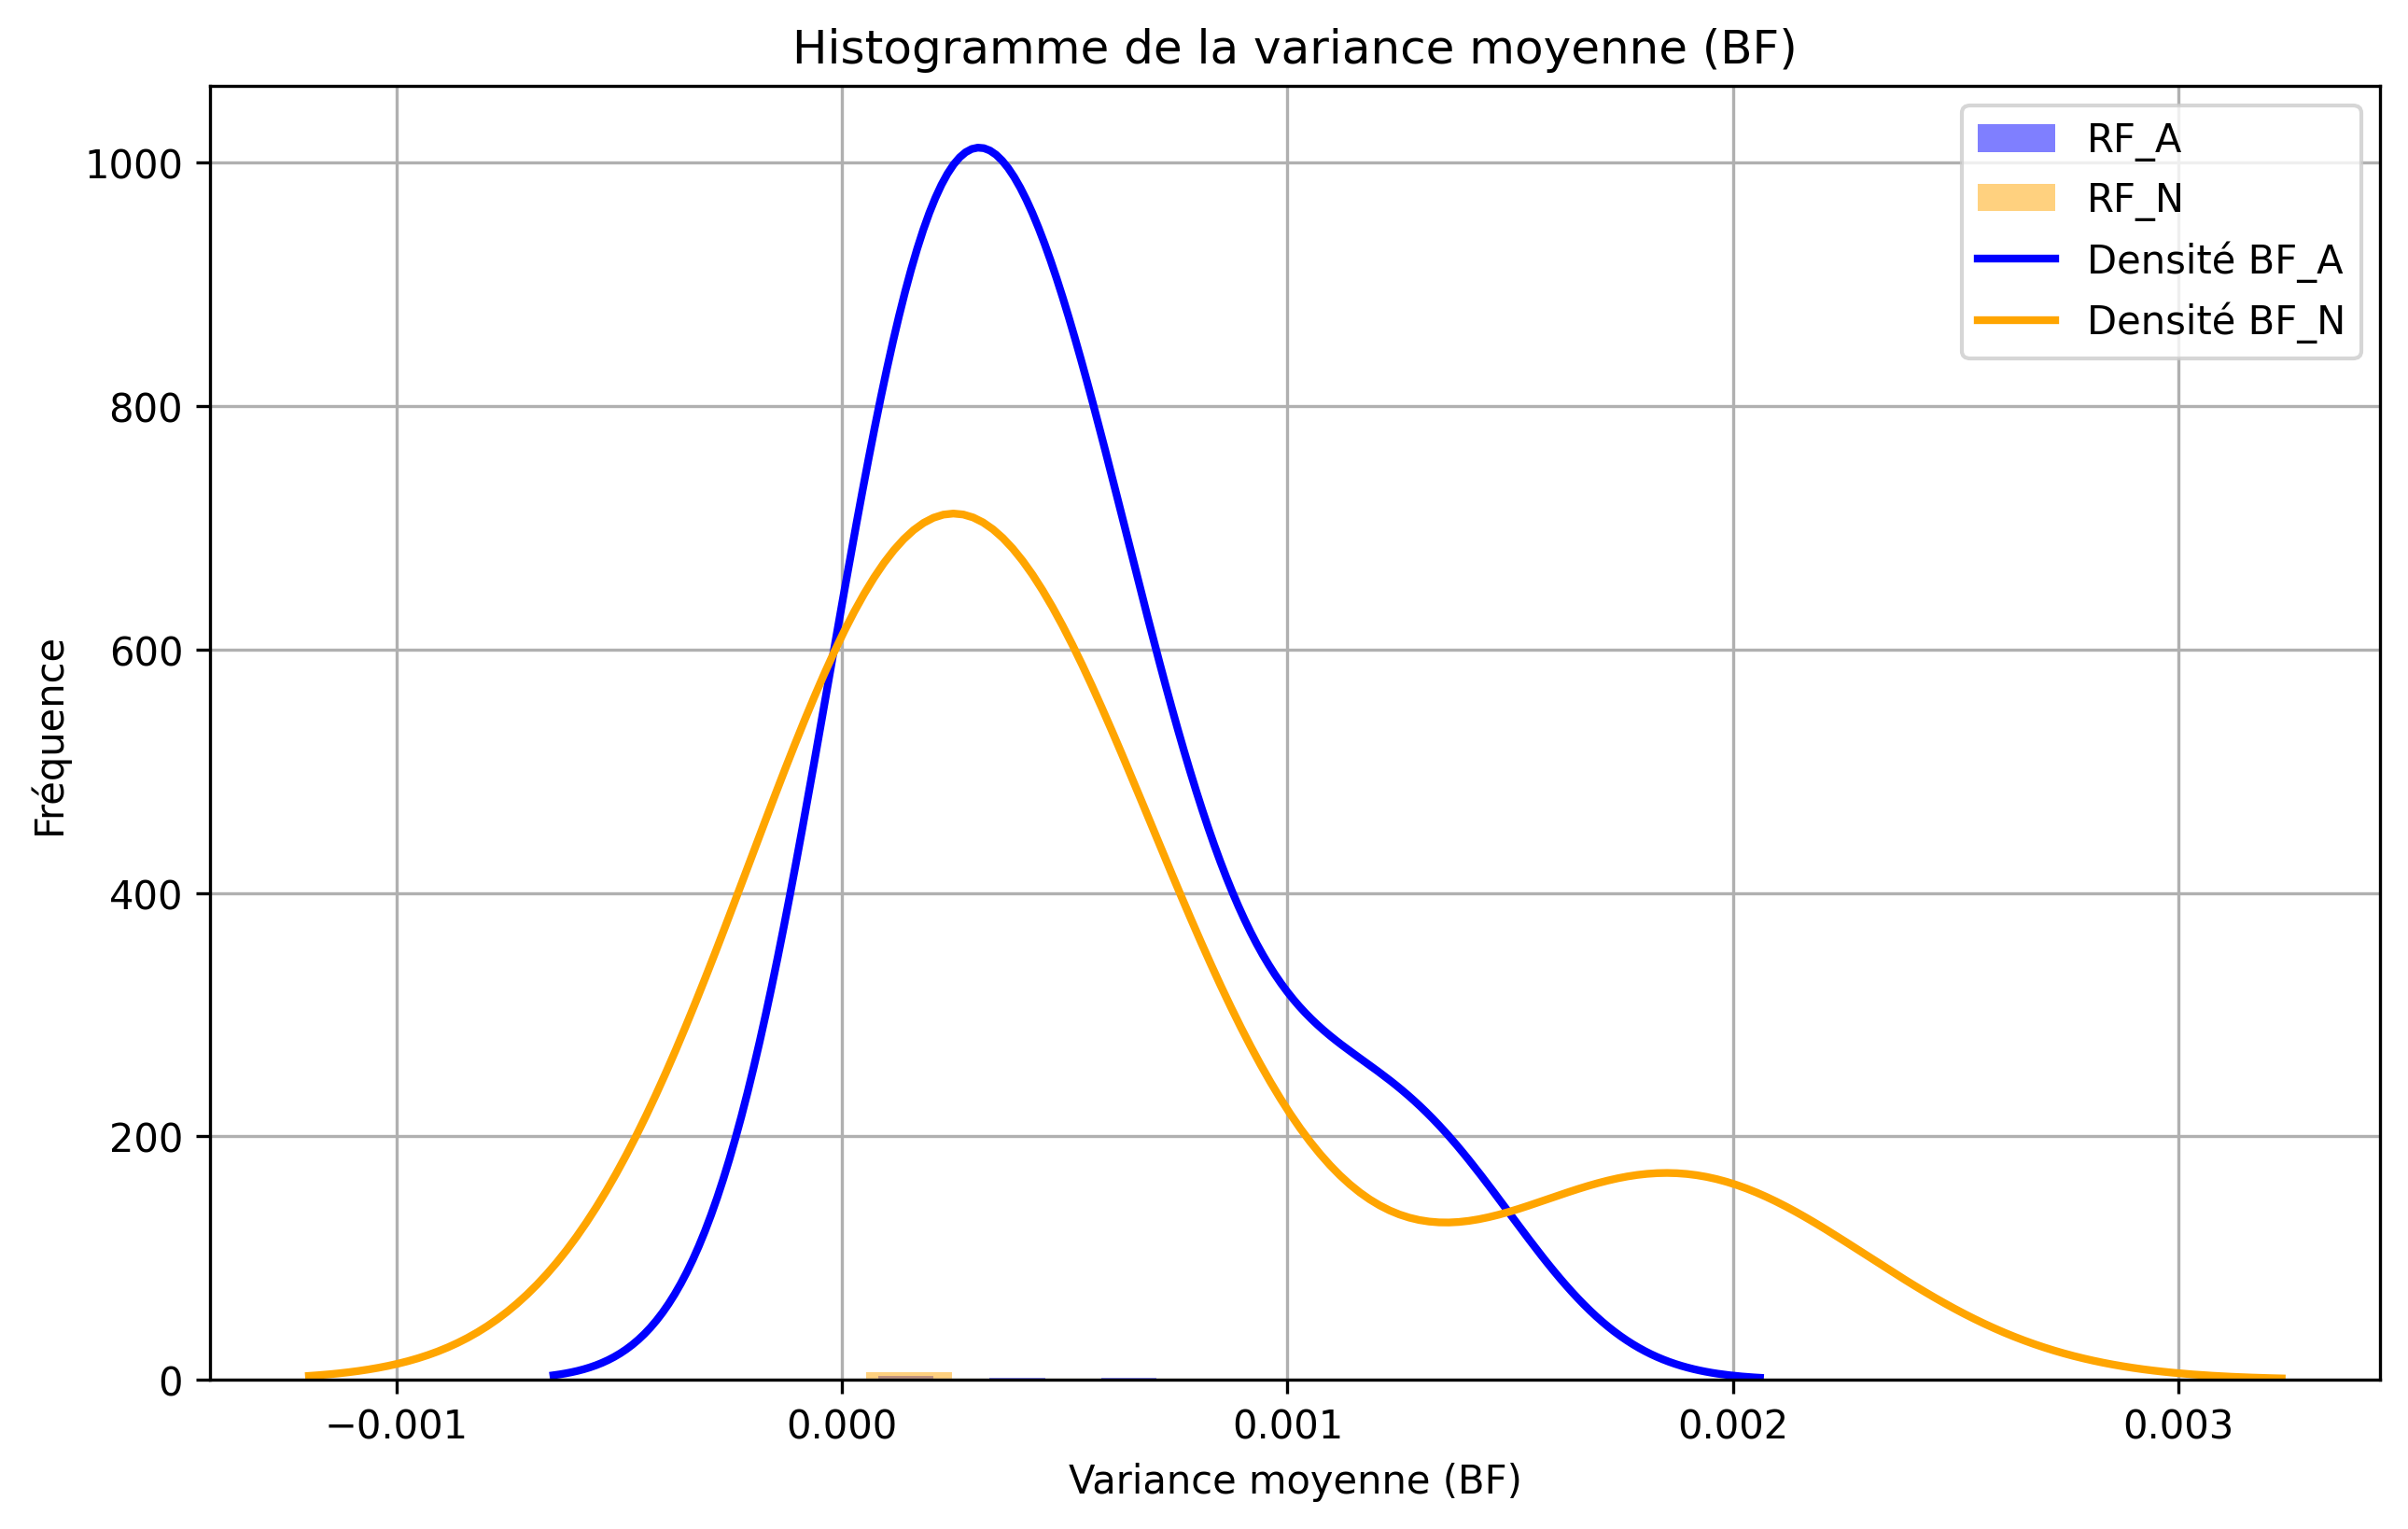 Histogramme de la variance moyenne (BF)
RF_A
RF_N
Densité BF_A
Densité BF_N
Fréquence
1000
800
600
400
200
0
−0.001
0.000
0.001
0.002
0.003
Variance moyenne (BF)